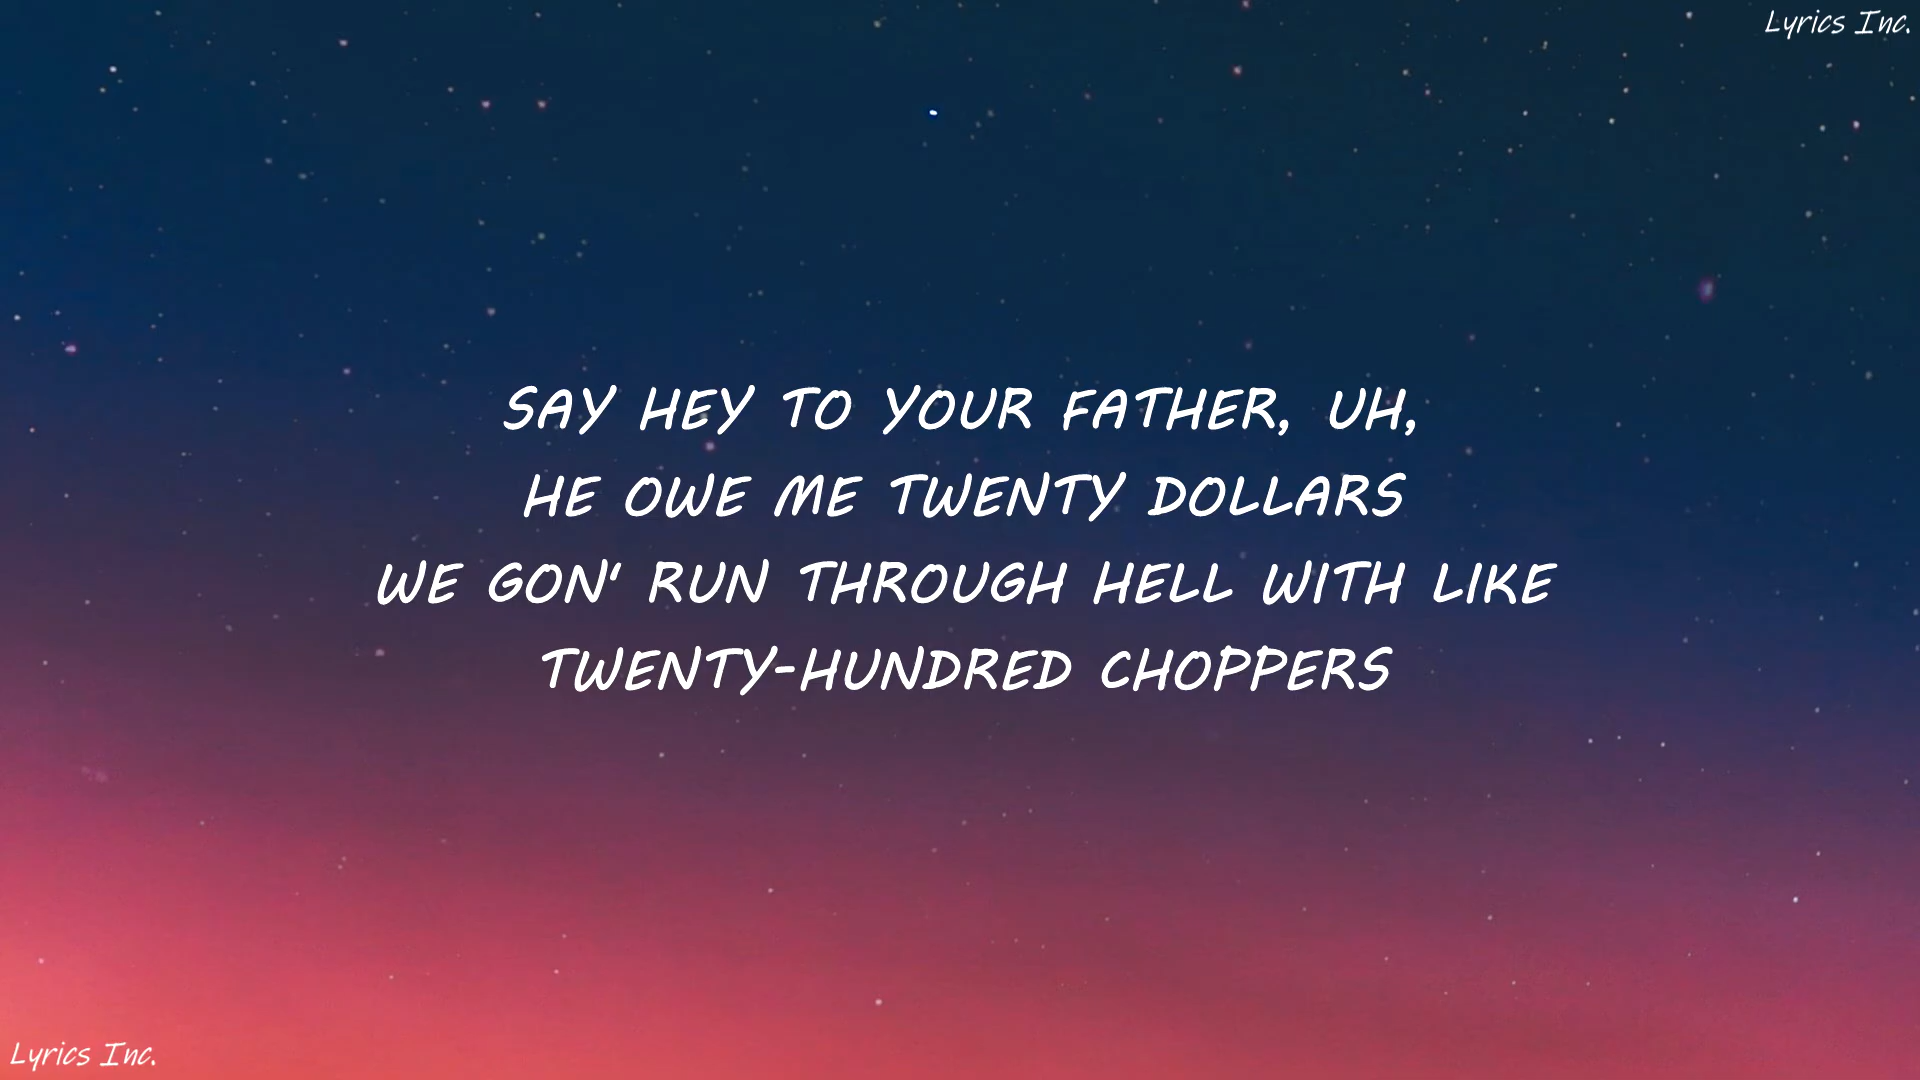 Lyrics Inc.
SAY HEY TO YOUR FATHER, UH,
HE OWE ME TWENTY DOLLARS
WE GON' RUN THROUGH HELL WITH LIKE
TWENTY-HUNDRED CHOPPERS
Lyrics Inc.